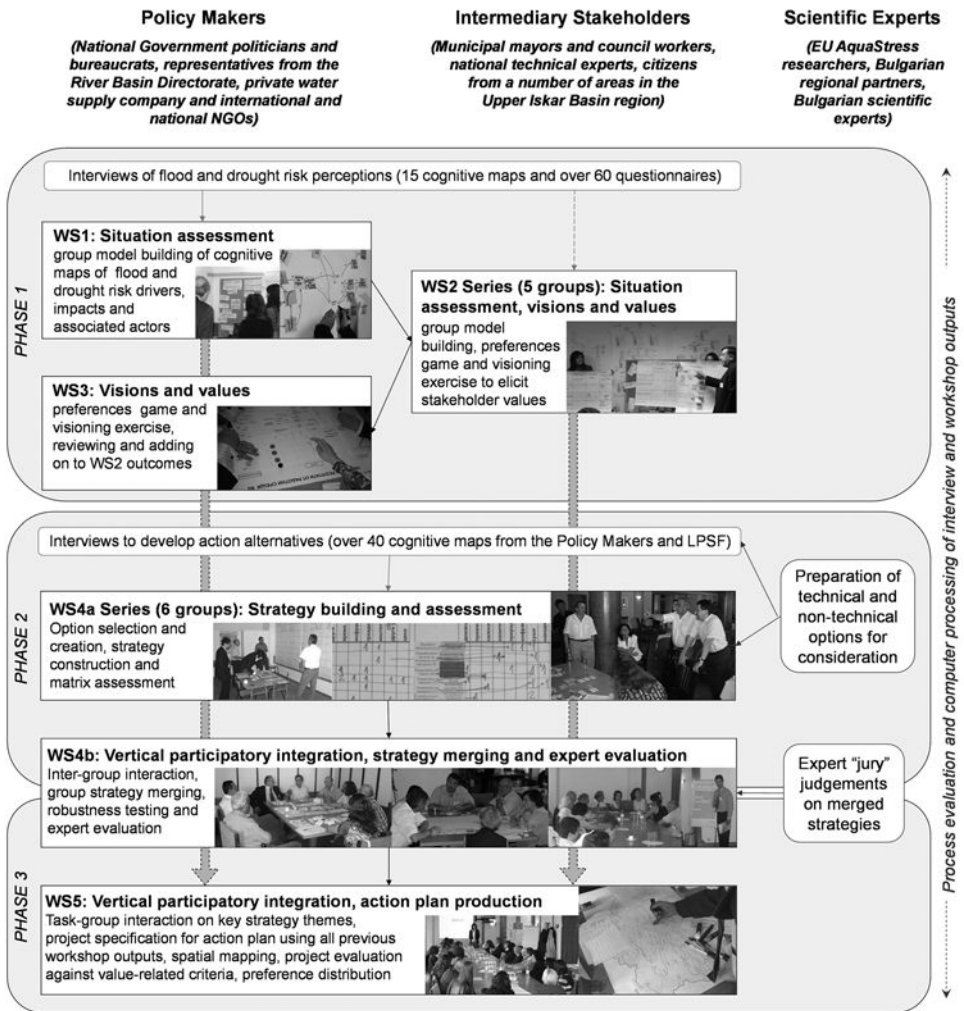 Policy Makers
(National Government politicians and
bureaucrats, representatives from the
River Basin Directorate, private water
supply company and international and
national NGOs)
Intermediary Stakeholders
(Municipal mayors and council workers,
national technical experts, citizens
from a number of areas in the
Upper Iskar Basin region)
Scientific Experts
(EU AquaStress
researchers, Bulgarian
regional partners,
Bulgarian scientific
experts)
PHASE 1
Interviews of flood and drought risk perceptions (15 cognitive maps and over 60 questionnaires)
WS1: Situation assessment
group model building of cognitive
maps of flood and
drought risk drivers,
impacts and
associated actors
WS2 Series (5 groups): Situation
assessment, visions and values
group model
building, preferences
game and visioning
exercise to elicit
stakeholder values
WS3: Visions and values
preferences game and
visioning exercise,
reviewing and adding
on to WS2 outcomes
PHASE 2
Interviews to develop action alternatives (over 40 cognitive maps from the Policy Makers and LPSF)
Preparation of
technical and
non-technical
options for
consideration
WS4a Series (6 groups): Strategy building and assessment
Option selection and
creation, strategy
construction and
matrix assessment
WS4b: Vertical participatory integration, strategy merging and expert evaluation
Inter-group interaction,
group strategy merging,
robustness testing and
expert evaluation
Expert “jury”
judgements
on merged
strategies
PHASE 3
WS5: Vertical participatory integration, action plan production
Task-group interaction on key strategy themes,
project specification for action plan using all previous
workshop outputs, spatial mapping, project evaluation
against value-related criteria, preference distribution
Process evaluation and computer processing of interview and workshop outputs